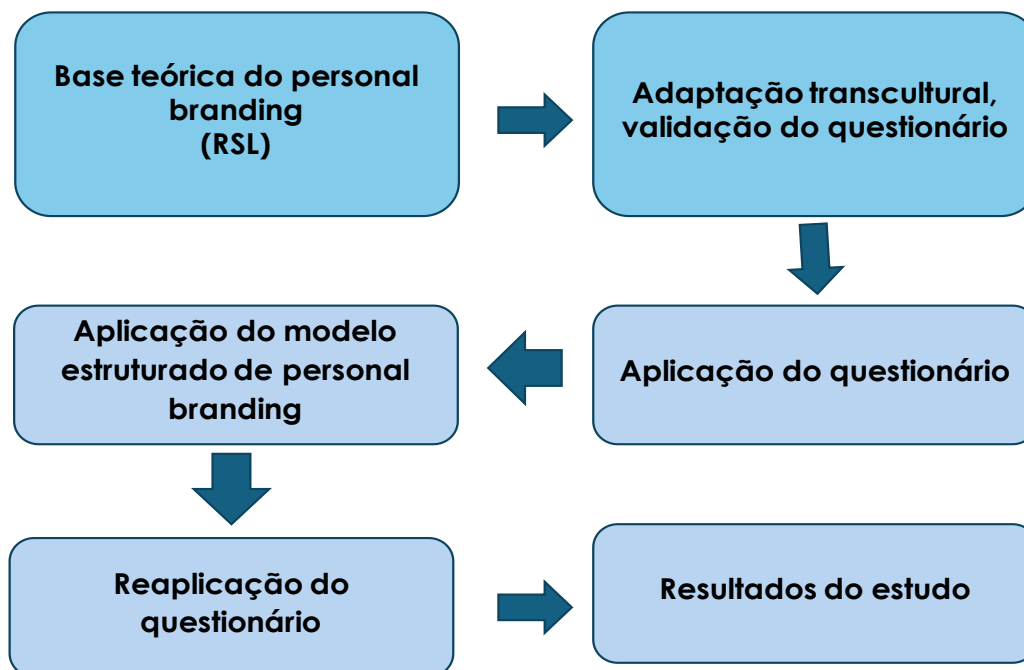 Base teórica do personal
branding
(RSL)
Adaptação transcultural,
validação do questionário
Aplicação do questionário
Aplicação do modelo
estruturado de personal
branding
Reaplicação do
questionário
Resultados do estudo